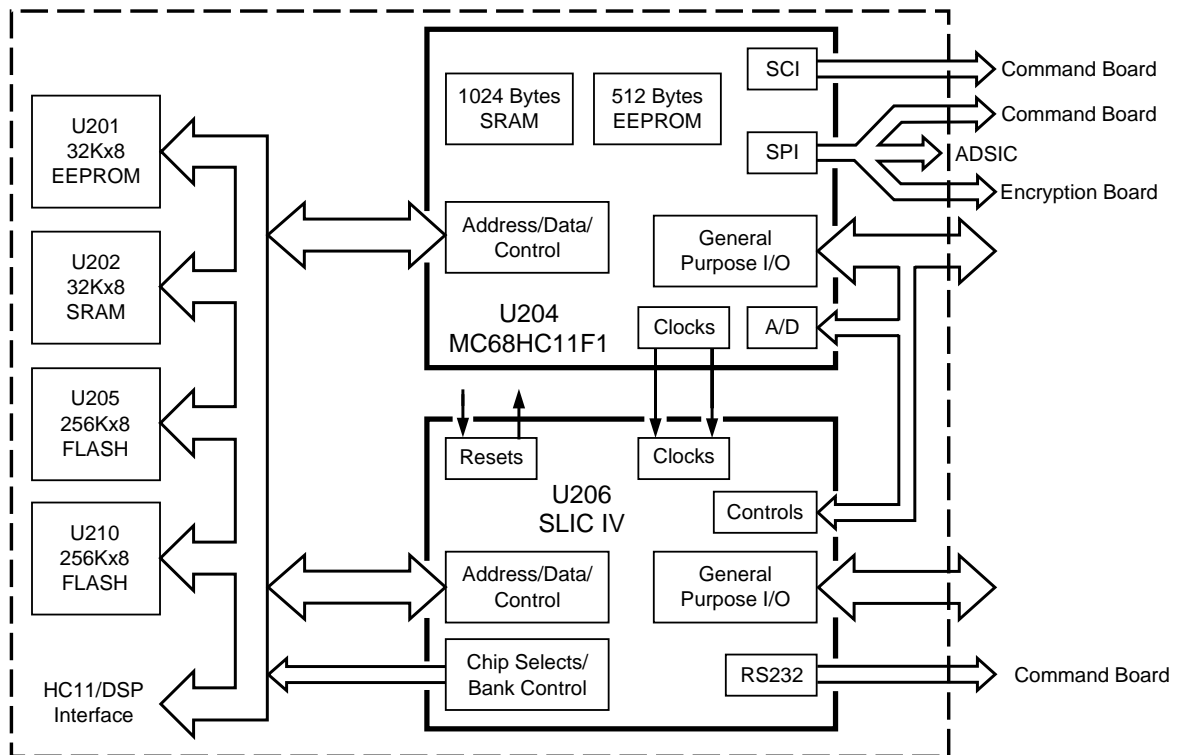 U201
32Kx8
EEPROM
U202
32Kx8
SRAM
U205
256Kx8
FLASH
U210
256Kx8
FLASH
HC11/DSP
Interface
1024 Bytes
SRAM
512 Bytes
EEPROM
SCI
SPI
Address/Data/
Control
General
Purpose I/O
U204
MC68HC11F1
Clocks
A/D
Command Board
Command Board
ADSIC
Encryption Board
Resets
Clocks
U206
SLIC IV
Controls
Address/Data/
Control
General
Purpose I/O
Chip Selects/
Bank Control
RS232
Command Board